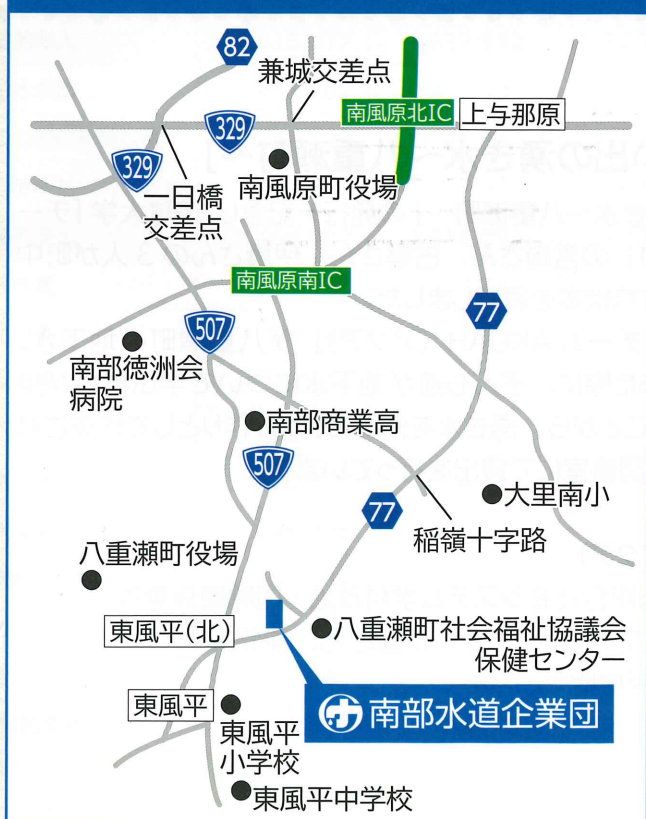 82
兼城交差点
329
南風原北IC
上与那原
329
一日橋
交差点
南風原町役場
南風原南IC
77
507
南部徳洲会
病院
南部商業高
507
大里南小
77
稲嶺十字路
八重瀬町役場
東風平(北)
八重瀬町社会福祉協議会
保健センター
南部水道企業団
東風平
東風平
小学校
東風平中学校